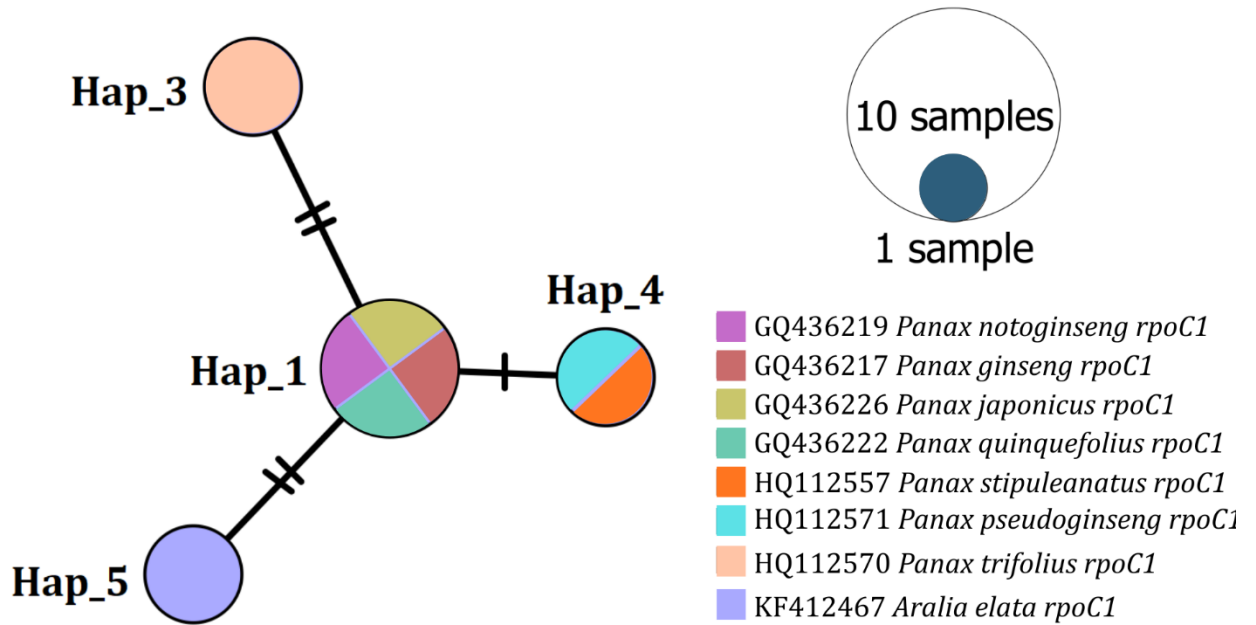 Hap_3
10 samples
1 sample
Hap_4
Hap_1
Hap_5
GQ436219 Panax notoginseng rpoC1
GQ436217 Panax ginseng rpoC1
GQ436226 Panax japonicus rpoC1
GQ436222 Panax quinquefolius rpoC1
HQ112557 Panax stipuleanatus rpoC1
HQ112571 Panax pseudoginseng rpoC1
HQ112570 Panax trifolius rpoC1
KF412467 Aralia elata rpoC1